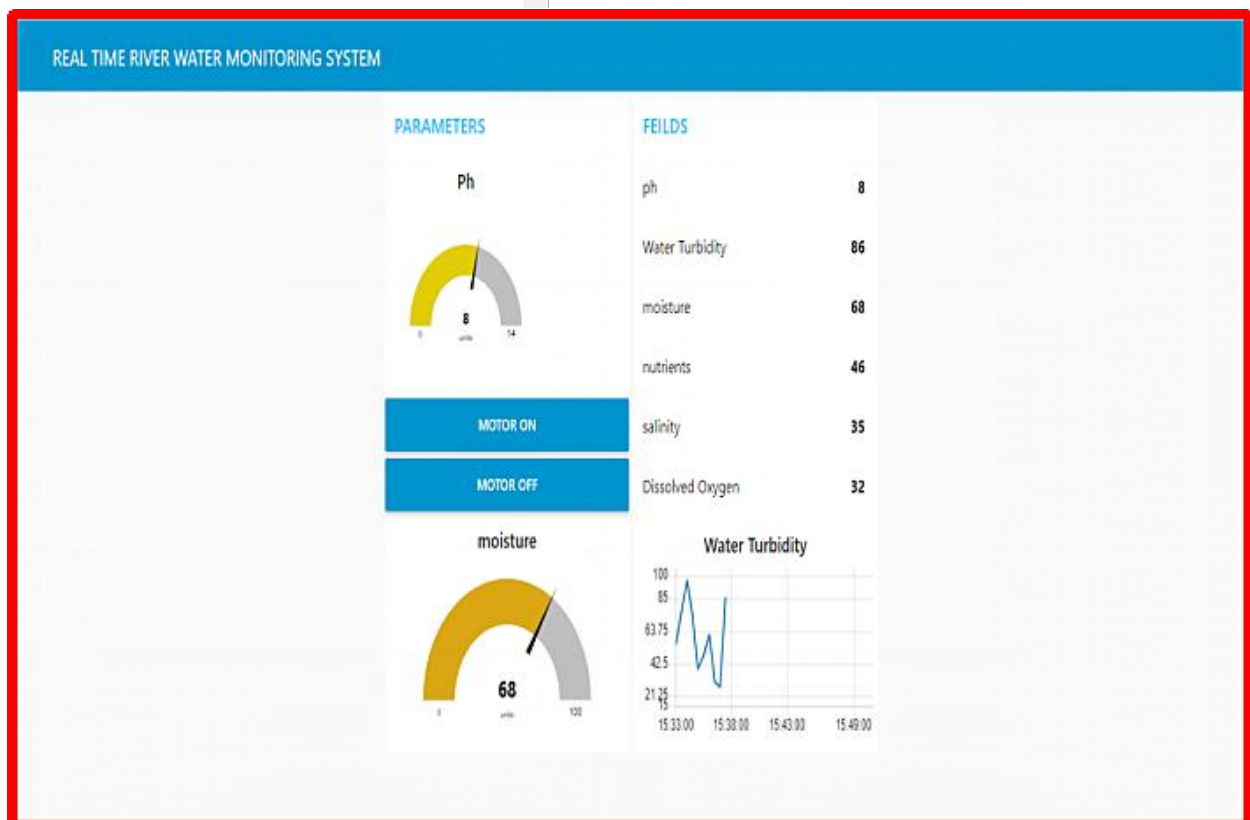 REAL TIME RIVER WATER MONITORING SYSTEM
PARAMETERS
Ph
8
units
0
14
MOTOR ON
MOTOR OFF
moisture
68
units
0
100
FEILDS
ph 8
Water Turbidity 86
moisture 68
nutrients 46
salinity 35
Dissolved Oxygen 32
Water Turbidity
100
85
63.75
42.5
21.25
15
15:33:00 15:38:00 15:43:00 15:49:00